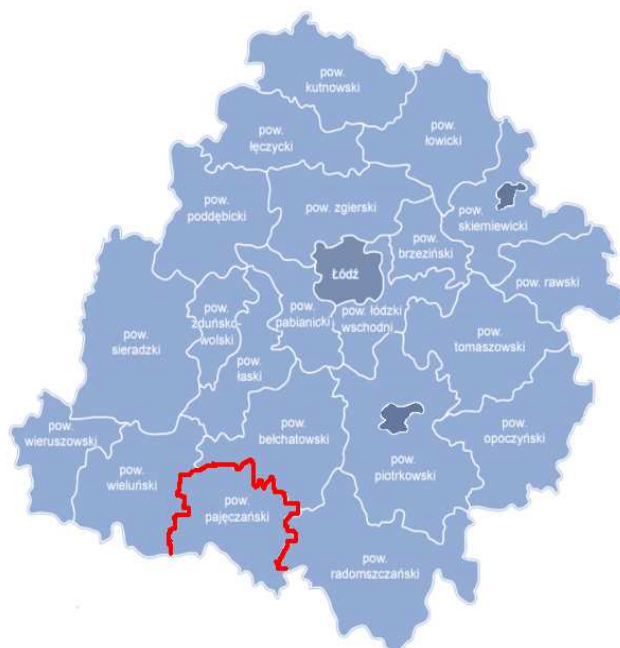 pow.
kutnowski
pow.
łęczycki
pow.
łowicki
pow.
poddębicki
pow. zgierski
pow.
skierniewicki
pow.
brzeziński
Łódź
pow. rawski
pow.
sieradzki
pow.
zduńsko-
wolski
pow.
pabianicki
pow. łódzki
wschodni
pow.
tomaszowski
pow.
łaski
pow.
wieruszowski
pow.
bełchatowski
pow.
opoczyński
pow.
wieluński
pow.
piotrkowski
pow.
pajęczański
pow.
radomszczański